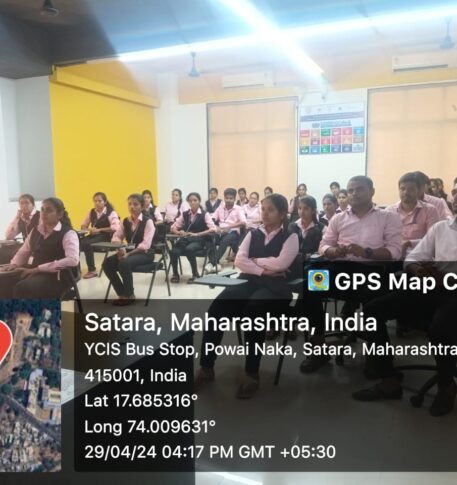 GPS Map C
Satara, Maharashtra, India
YCIS Bus Stop, Powai Naka, Satara, Maharashtra
415001, India
Lat 17.685316°
Long 74.009631°
29/04/24 04:17 PM GMT +05:30